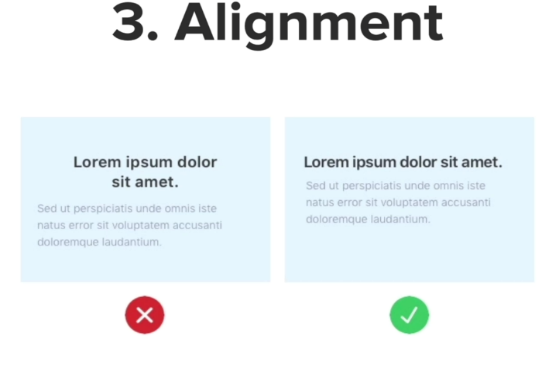 3. Alignment
Lorem ipsum dolor
sit amet.
Sed ut perspiciatis unde omnis iste
natus error sit voluptatem accusanti
doloremque laudantium.
Lorem ipsum dolor sit amet.
Sed ut perspiciatis unde omnis iste
natus error sit voluptatem accusanti
doloremque laudantium.